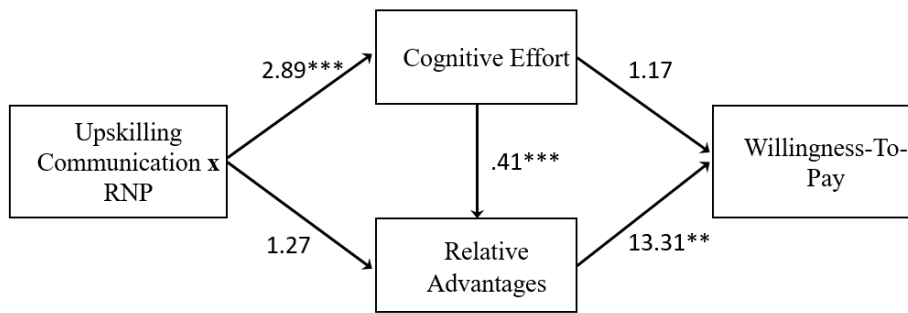 Cognitive Effort
2.89***
1.17
Upskilling
Communication x
RNP
.41***
Willingness-To-
Pay
1.27
13.31**
Relative
Advantages